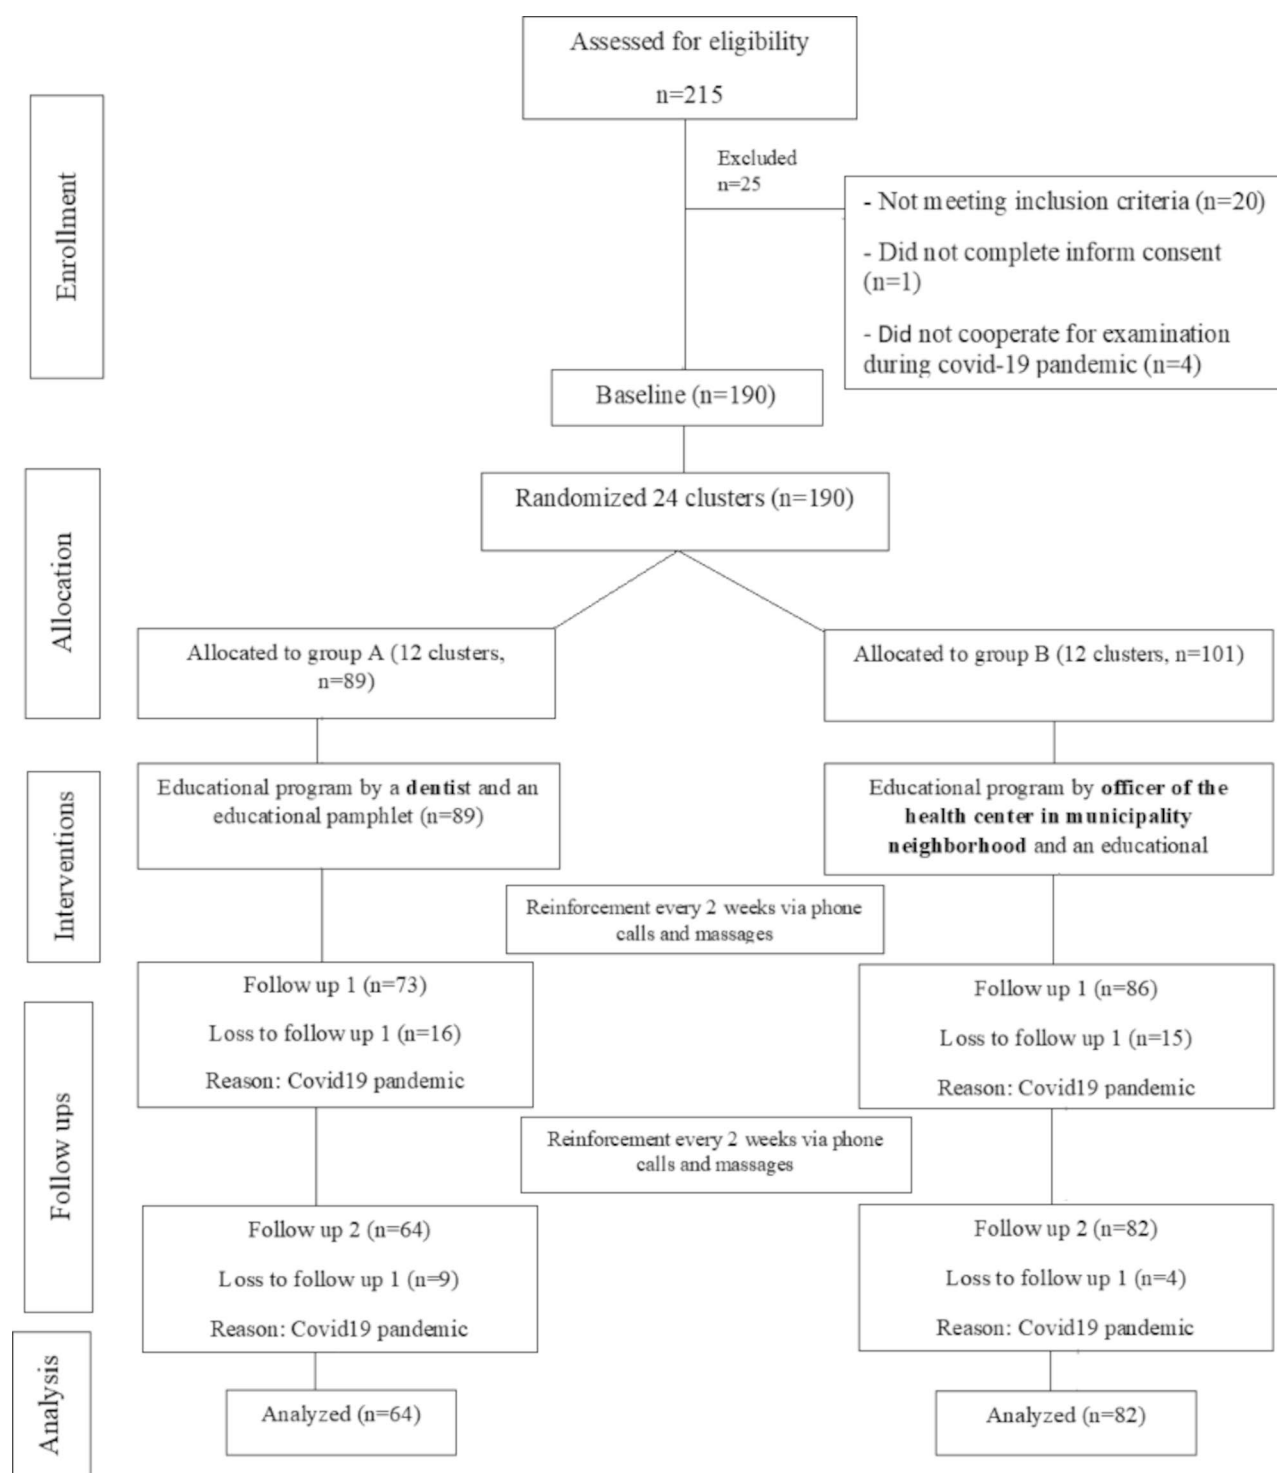 Assessed for eligibility
n=215
Enrollment
Excluded
n=25
- Not meeting inclusion criteria (n=20)
- Did not complete inform consent
(n=1)
- Did not cooperate for examination
during covid-19 pandemic (n=4)
Baseline (n=190)
Allocation
Randomized 24 clusters (n=190)
Allocated to group A (12 clusters,
n=89)
Allocated to group B (12 clusters, n=101)
Interventions
Educational program by a dentist and an
educational pamphlet (n=89)
Educational program by officer of the
health center in municipality
neighborhood and an educational
Reinforcement every 2 weeks via phone
calls and massages
Follow ups
Follow up 1 (n=73)
Loss to follow up 1 (n=16)
Reason: Covid19 pandemic
Follow up 1 (n=86)
Loss to follow up 1 (n=15)
Reason: Covid19 pandemic
Reinforcement every 2 weeks via phone
calls and massages
Follow up 2 (n=64)
Loss to follow up 1 (n=9)
Reason: Covid19 pandemic
Follow up 2 (n=82)
Loss to follow up 1 (n=4)
Reason: Covid19 pandemic
Analysis
Analyzed (n=64)
Analyzed (n=82)